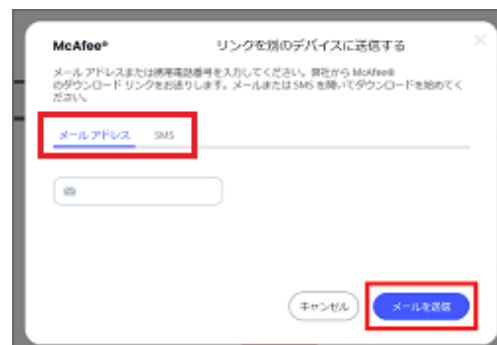 McAfee® リンクを別のデバイスに送信する
メール アドレスまたは携帯電話番号を入力してください。弊社から McAfee®
のダウンロード リンクをお送りします。メールまたは SMS を開いてダウンロードを始めてく
ださい。
メール アドレス SMS
キャンセル メールを送信